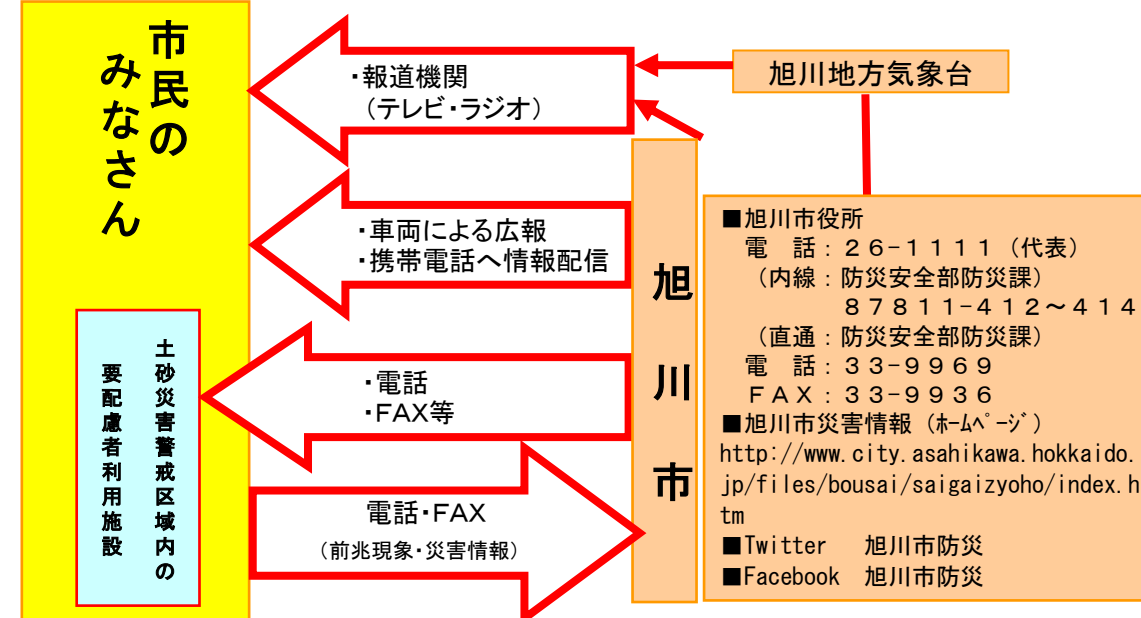 市民の
みなさん
土砂災害警戒区域内の
要配慮者利用施設
・報道機関
(テレビ・ラジオ)
・車両による広報
・携帯電話へ情報配信
・電話
・FAX等
電話・FAX
(前兆現象・災害情報)
旭川市
旭川地方気象台
■旭川市役所
電　話：２６-１１１１（代表）
（内線：防災安全部防災課）
８７８１１-４１２～４１４
（直通：防災安全部防災課）
電　話：３３-９９６９
ＦＡＸ：３３-９９３６
■旭川市災害情報（ﾎｰﾑﾍﾟｰｼﾞ）
http://www.city.asahikawa.hokkaido.
jp/files/bousai/saigaizyoho/index.h
tm
■Twitter　旭川市防災
■Facebook　旭川市防災